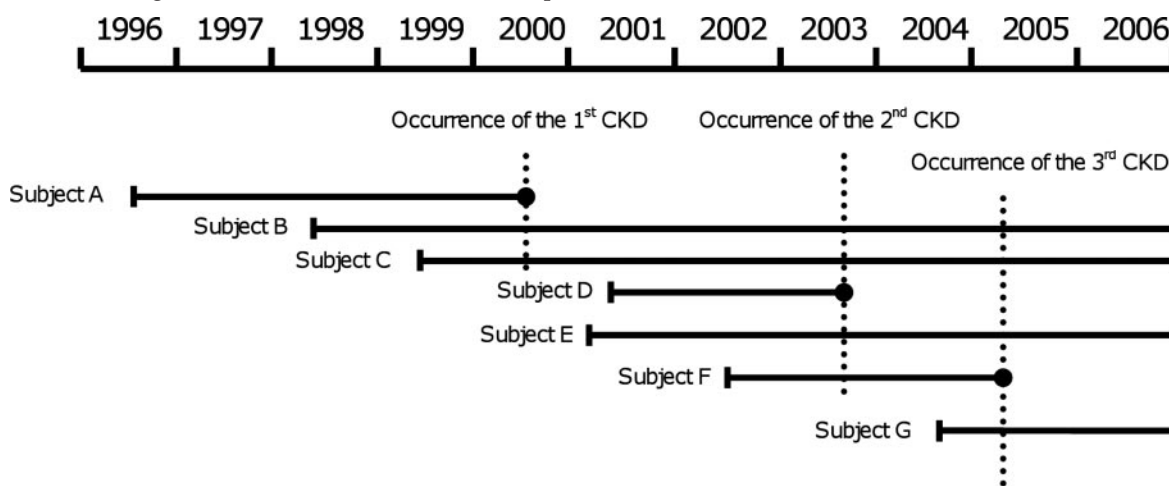 1996 1997 1998 1999 2000 2001 2002 2003 2004 2005 2006
Occurrence of the 1st CKD Occurrence of the 2nd CKD
Occurrence of the 3rd CKD
Subject A
Subject B
Subject C
Subject D
Subject E
Subject F
Subject G